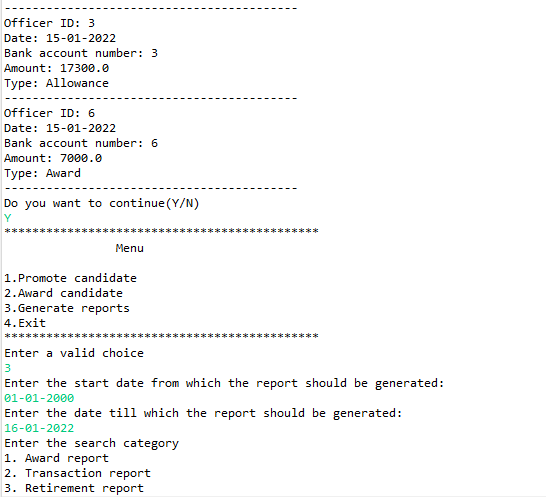 ------------------------------------------
Officer ID: 3
Date: 15-01-2022
Bank account number: 3
Amount: 17300.0
Type: Allowance
------------------------------------------
Officer ID: 6
Date: 15-01-2022
Bank account number: 6
Amount: 7000.0
Type: Award
------------------------------------------
Do you want to continue(Y/N)
Y
*********************************************
Menu
1.Promote candidate
2.Award candidate
3.Generate reports
4.Exit
*********************************************
Enter a valid choice
3
Enter the start date from which the report should be generated:
01-01-2000
Enter the date till which the report should be generated:
16-01-2022
Enter the search category
1. Award report
2. Transaction report
3. Retirement report